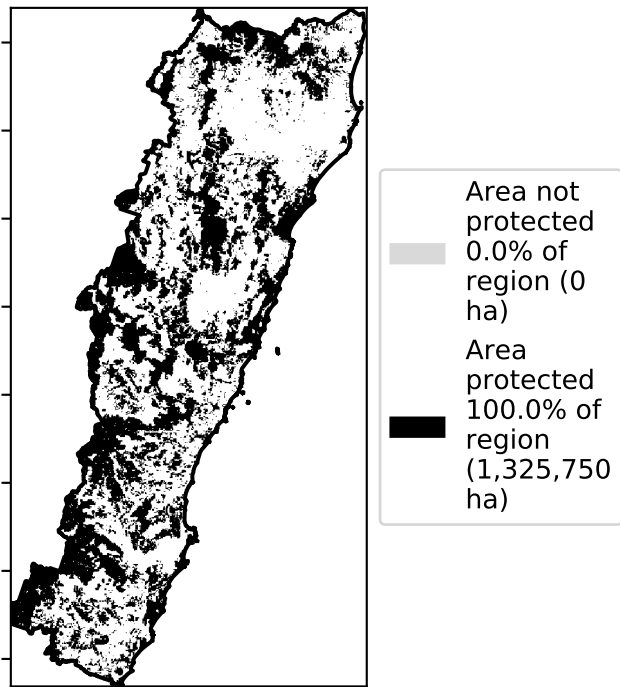 Area not
protected
0.0% of
region (0
ha)
Area
protected
100.0% of
region
(1,325,750
ha)